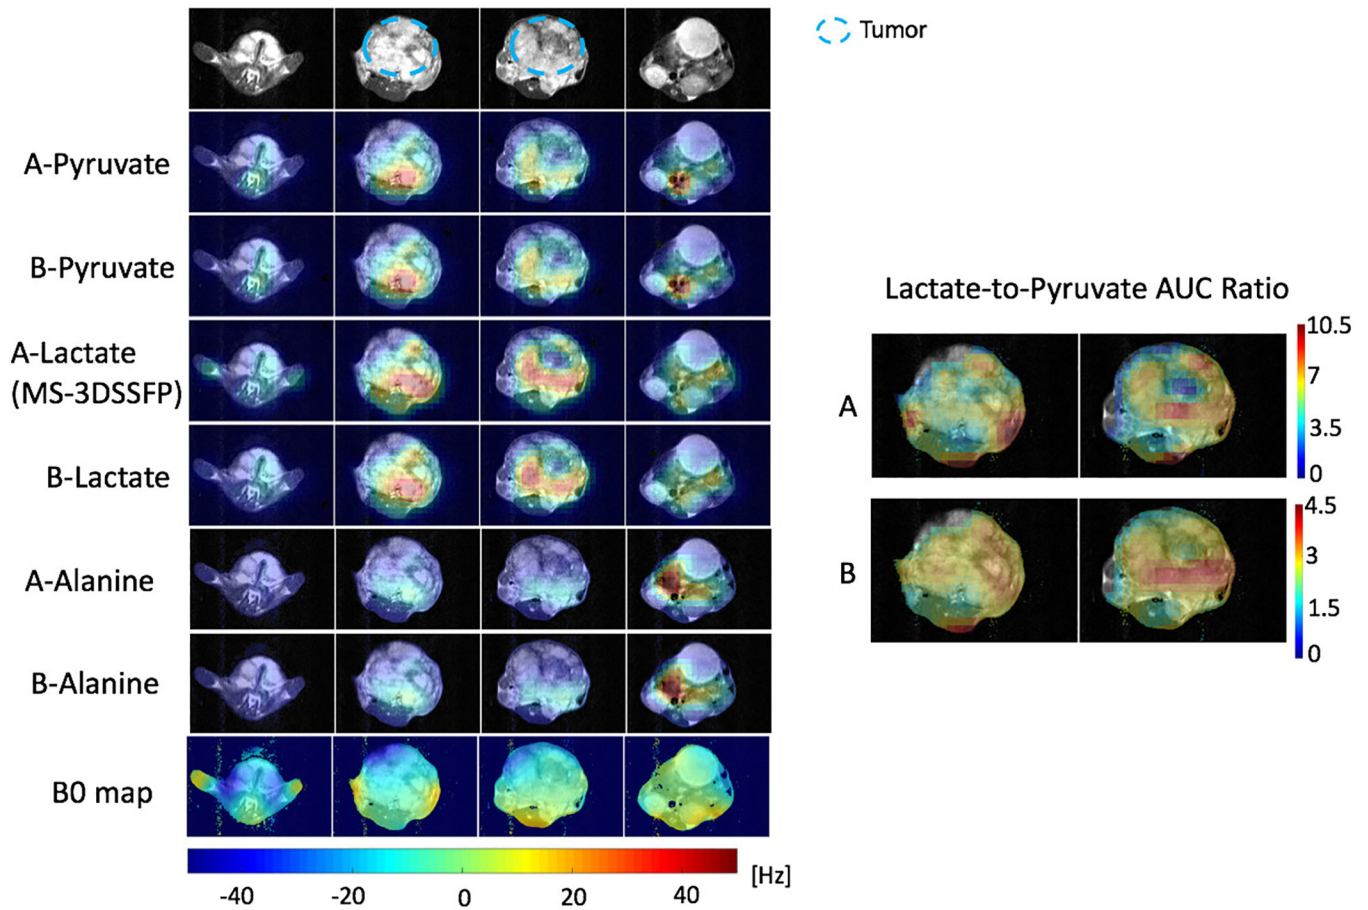 Tumor
A-Pyruvate
B-Pyruvate
A-Lactate
(MS-3DSSFP)
B-Lactate
A-Alanine
B-Alanine
B0 map
-40 -20 0 20 40 [Hz]
Lactate-to-Pyruvate AUC Ratio
A
10.5
7
3.5
0
B
4.5
3
1.5
0